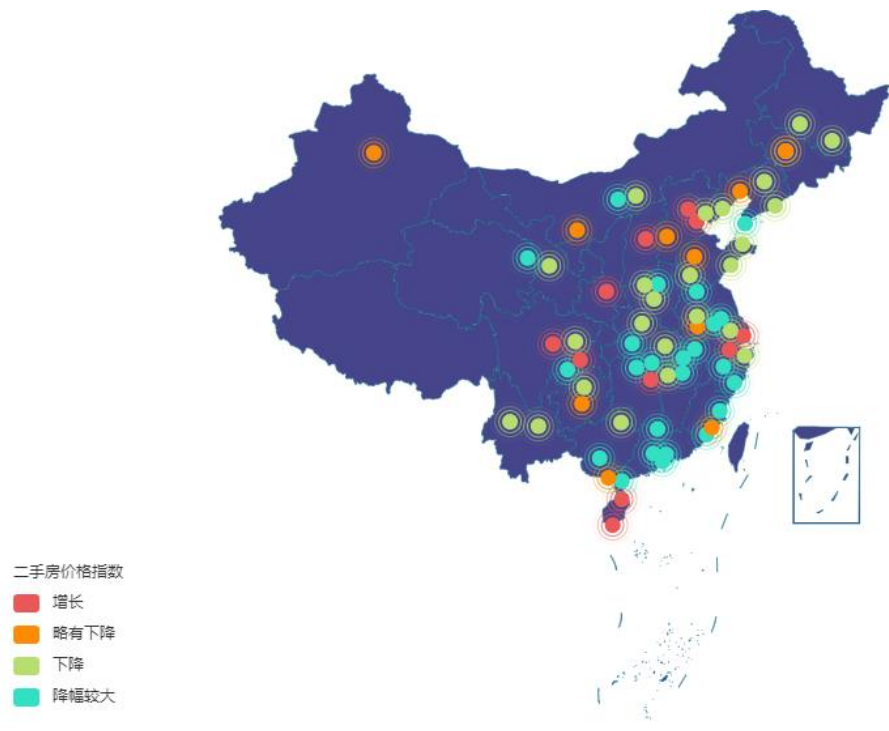 二手房价格指数
增长
略有下降
下降
降幅较大